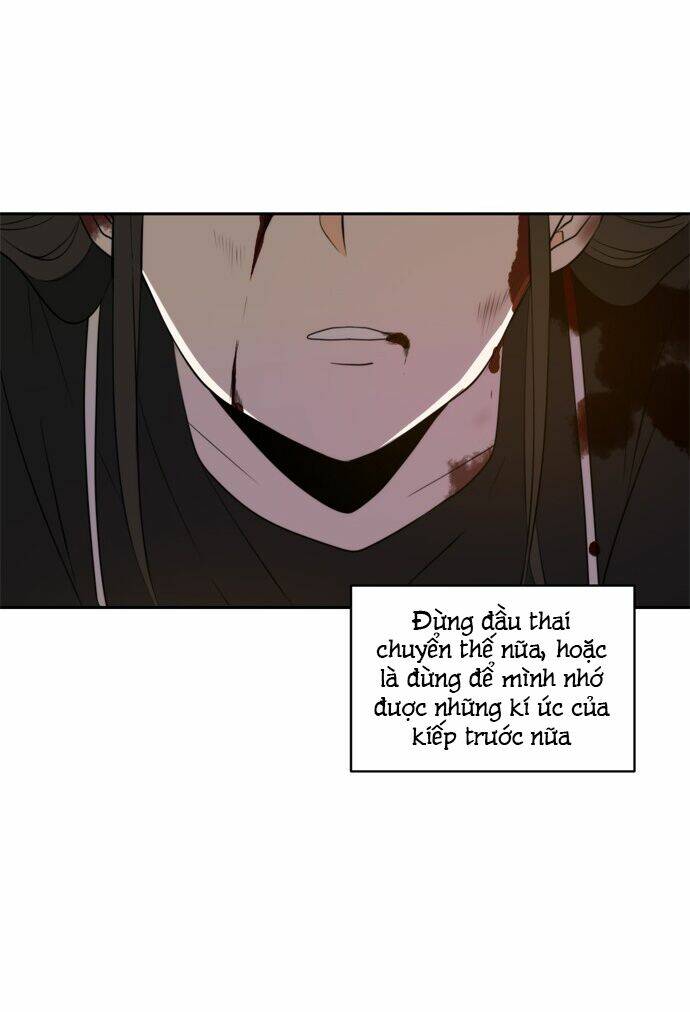 Đừng đầu thai
chuyển thế nữa, hoặc
là đừng để mình nhớ
được những kí ức của
kiếp trước nữa